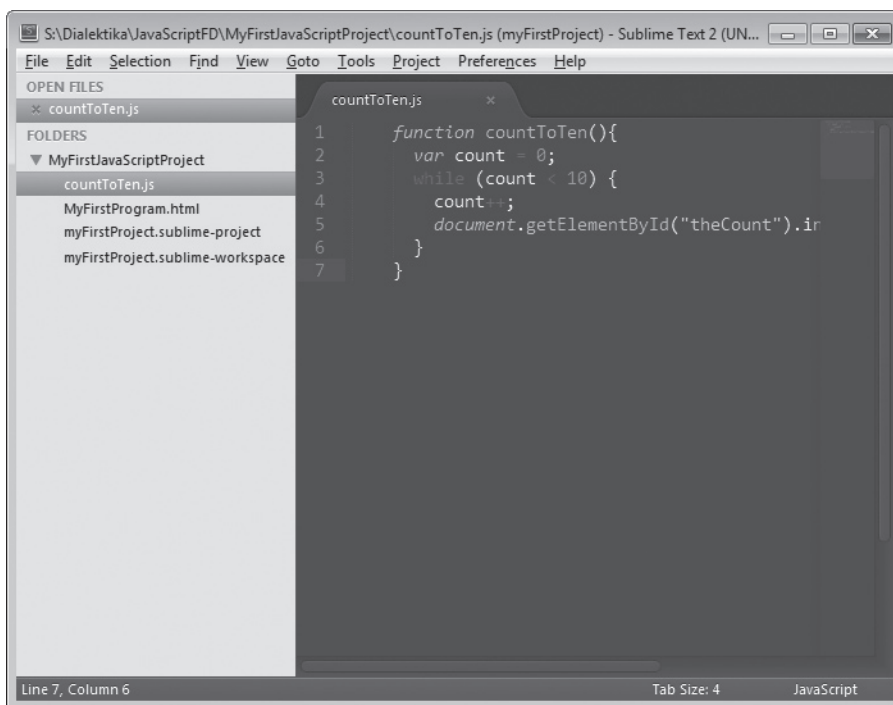 S:\Dialektika\JavaScriptFD\MyFirstJavaScriptProject\countToTen.js (myFirstProject) - Sublime Text 2 (UN...
File Edit Selection Find View Goto Tools Project Preferences Help
OPEN FILES
countToTen.js
FOLDERS
MyFirstJavaScriptProject
countToTen.js
MyFirstProgram.html
myFirstProject.sublime-project
myFirstProject.sublime-workspace
countToTen.js
1 function countToTen(){
2 var count = 0;
3 while (count < 10) {
4 count++;
5 document.getElementById("theCount").in
6 }
7 }
Line 7, Column 6
Tab Size: 4
JavaScript